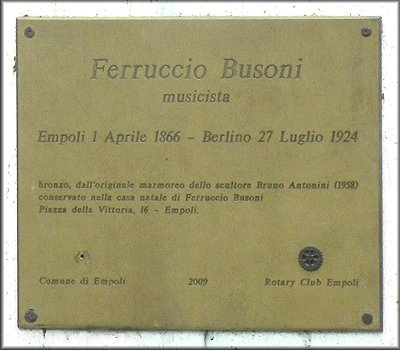 Ferruccio Busoni
musicista
Empoli 1 Aprile 1866 - Berlino 27 Luglio 1924
bronzo, dall'originale marmoreo dello scultore Bruno Antonini (1958)
conservato nella casa natale di Ferruccio Busoni
Piazza della Vittoria, 16 - Empoli.
Comune di Empoli 2009 Rotary Club Empoli